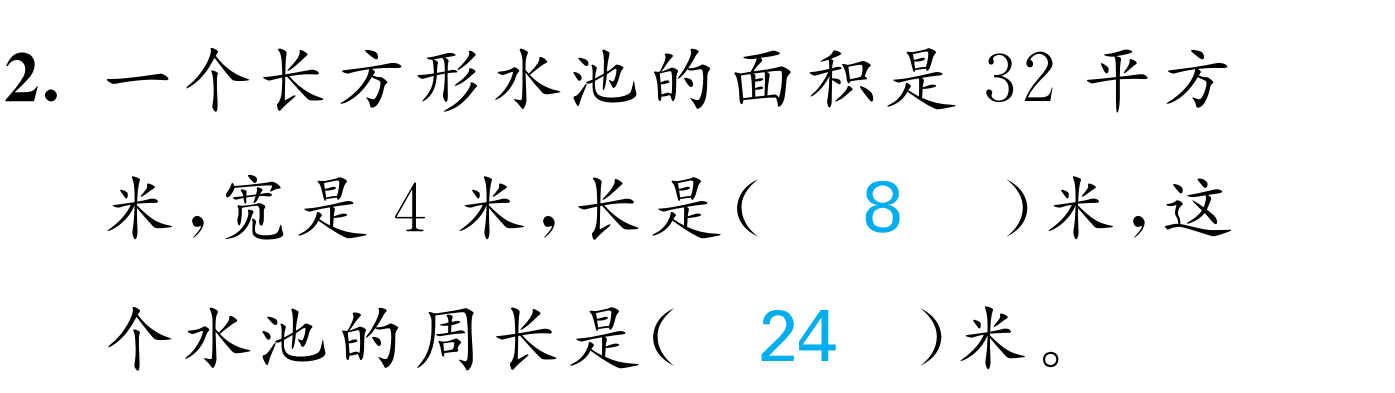 2. 一个长方形水池的面积是 32 平方
米,宽是 4 米,长是( 8 )米,这
个水池的周长是( 24 )米。